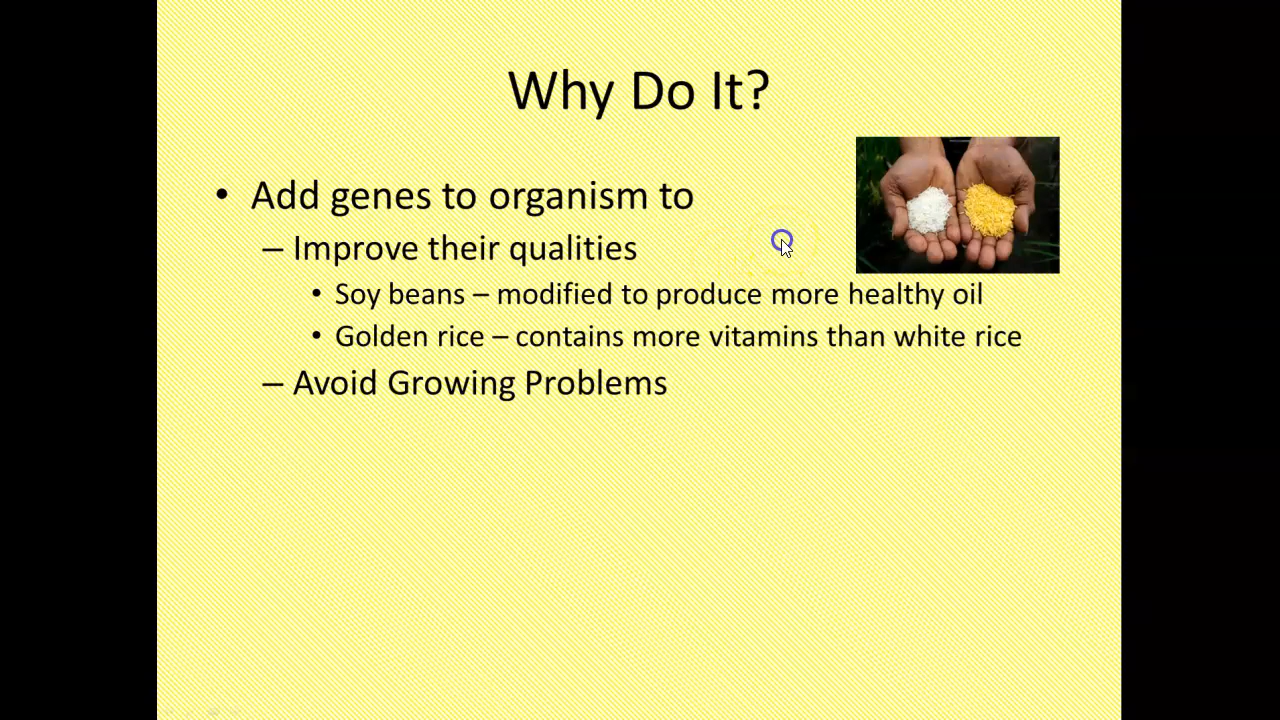 Why Do It?
• Add genes to organism to
– Improve their qualities
• Soy beans – modified to produce more healthy oil
• Golden rice – contains more vitamins than white rice
– Avoid Growing Problems